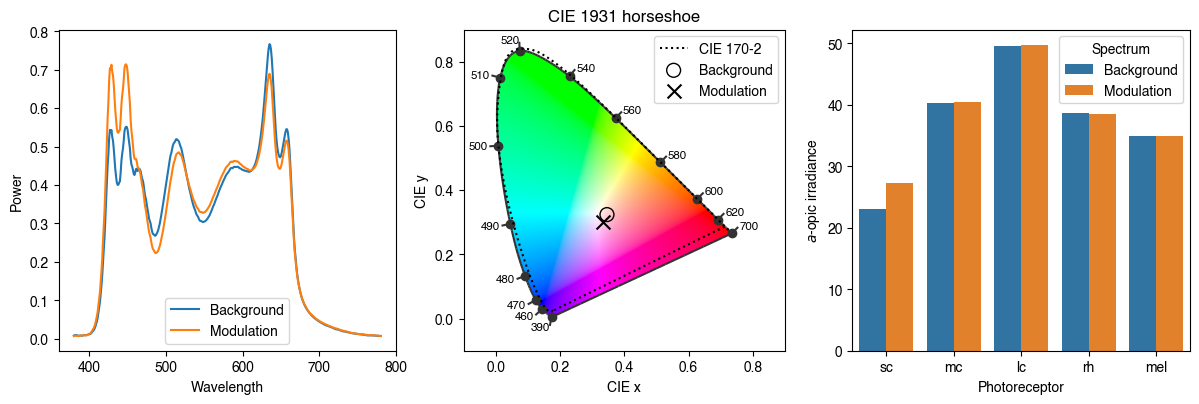 0.8
0.7
0.6
0.5
0.4
0.3
0.2
0.1
0.0
Power
400 500 600 700 800
Wavelength
Background
Modulation
CIE 1931 horseshoe
CIE 170-2
Background
Modulation
520
540
510
560
500
580
600
620
490
700
480
470
460
390
0.8
0.6
0.4
0.2
0.0
CIE y
0.0 0.2 0.4 0.6 0.8
CIE x
Spectrum
Background
Modulation
50
40
30
20
10
0
a-opic irradiance
sc mc lc rh mel
Photoreceptor